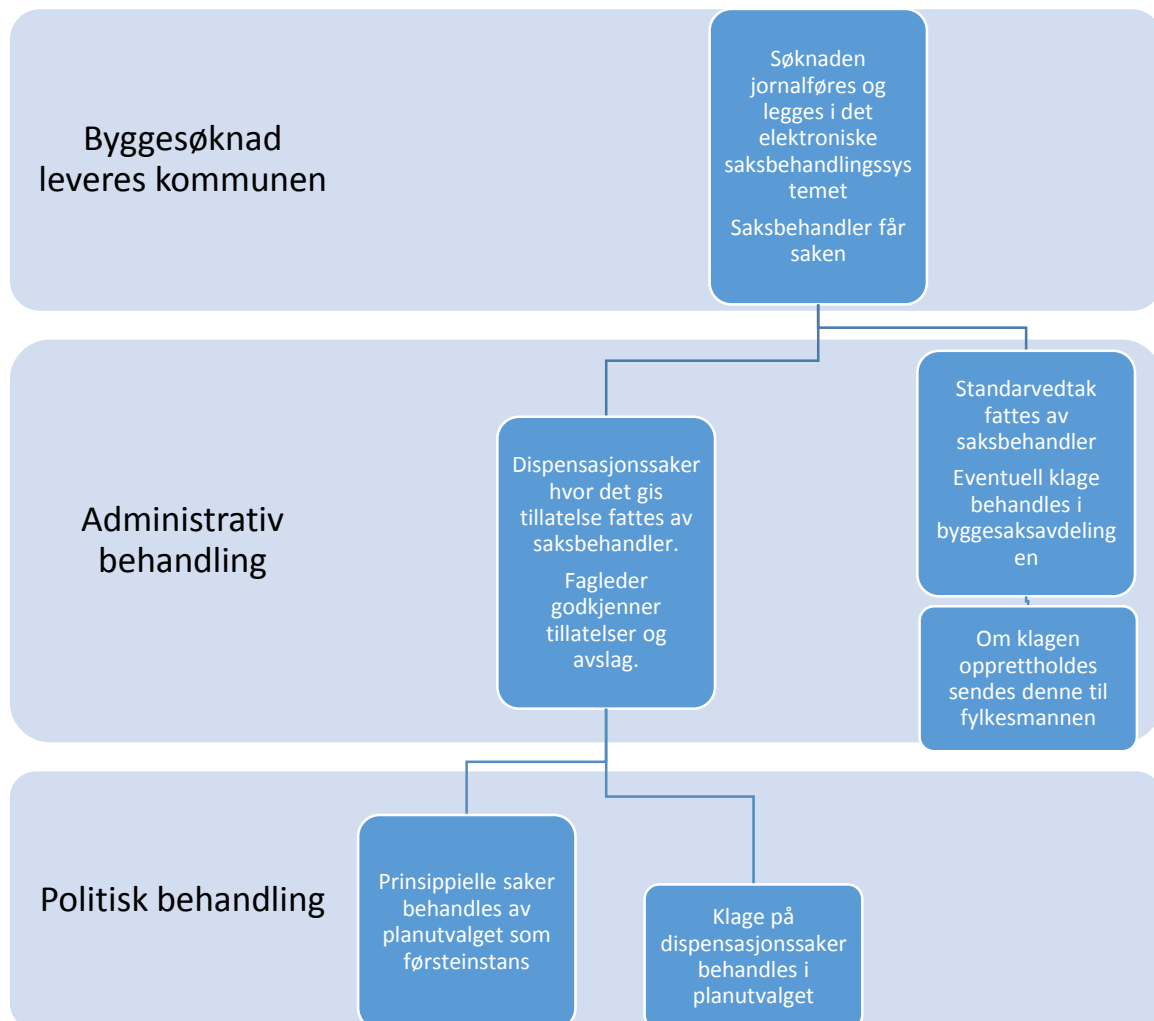 Byggesøknad
leveres kommunen
Søknaden
jornalføres og
legges i det
elektroniske
saksbehandlingssys
temet
Saksbehandler får
saken
Administrativ
behandling
Dispensasjonssaker
hvor det gis
tillatelse fattes av
saksbehandler.
Fagleder
godkjenner
tillatelser og
avslag.
Standarvedtak
fattes av
saksbehandler
Eventuell klage
behandles i
byggesaksavdeling
en
Om klagen
opprettholdes
sendes denne til
fylkesmannen
Politisk behandling
Prinsippielle saker
behandles av
planutvalget som
førsteinstans
Klage på
dispensasjonssaker
behandles i
planutvalget